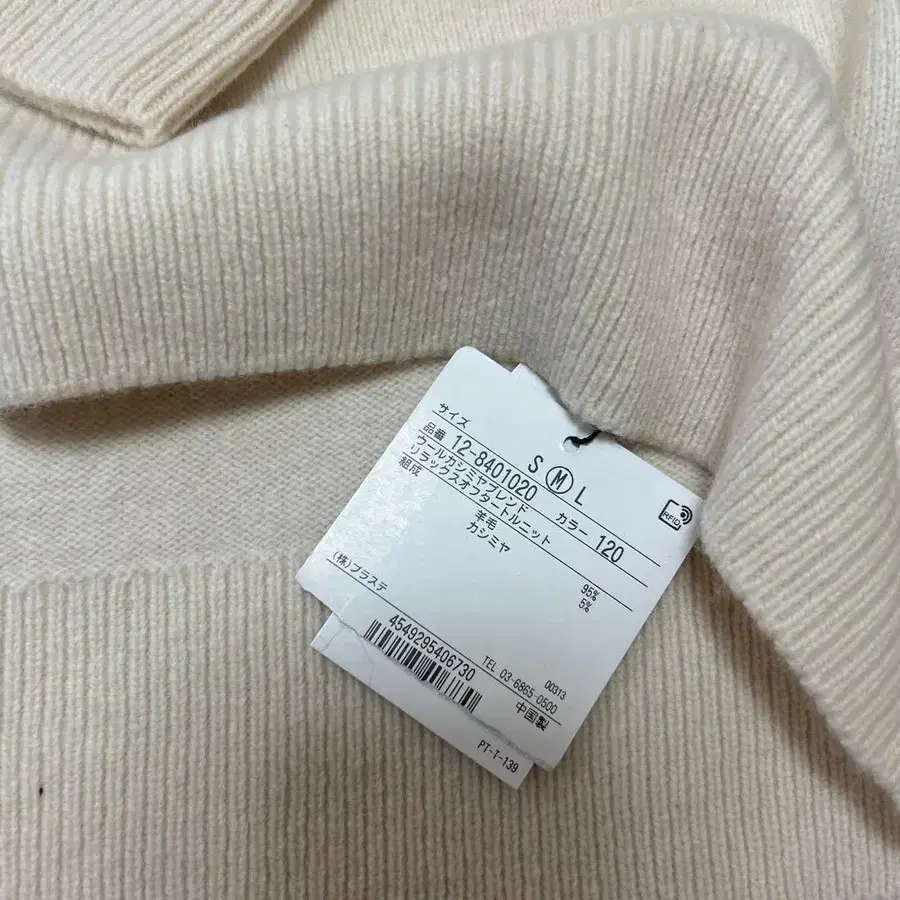 サイズ S M L
品番 12-8401020 カラー 120
ウールカシミヤブレンド
リラックスオフタートルニット
組成 羊毛 95%
カシミヤ 5%
RFID
(株)プラステ
00313
TEL 03-6865-0500
中国製
4549295406730
PT-T-139